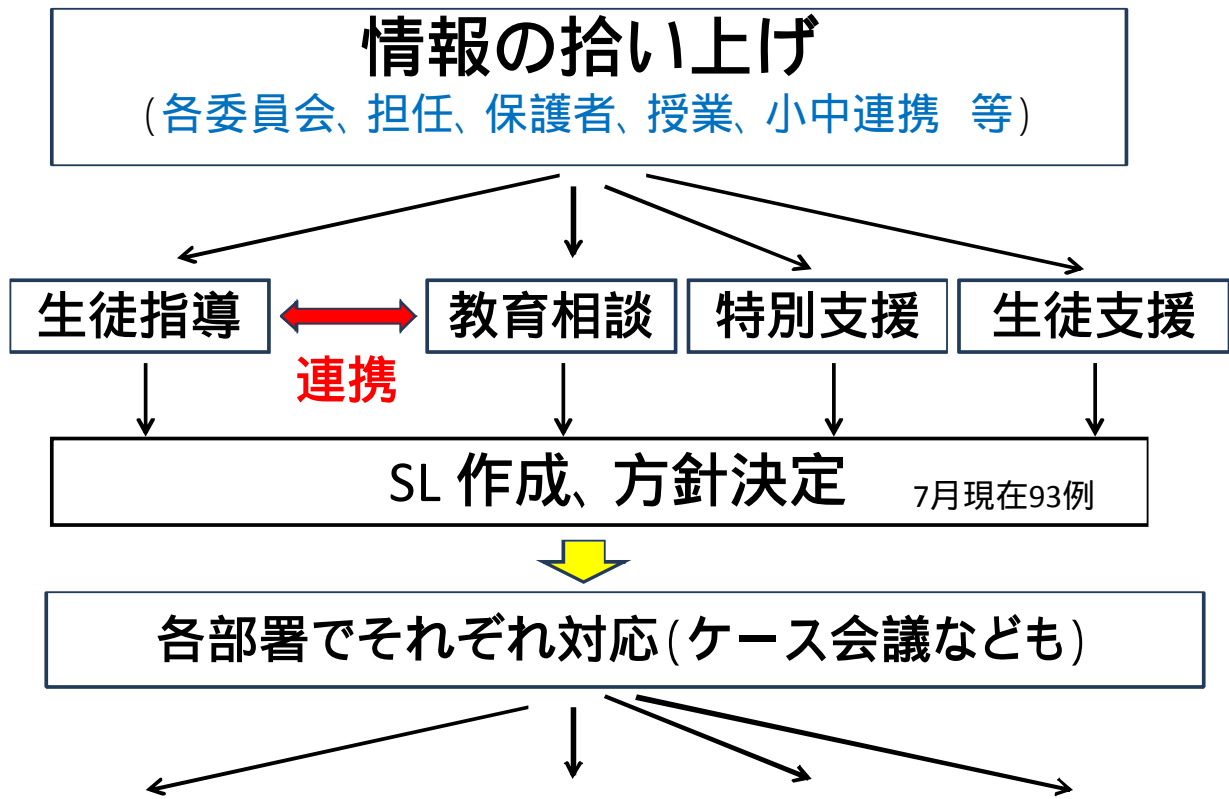 情報の拾い上げ
(各委員会、担任、保護者、授業、小中連携　等)
生徒指導
教育相談
特別支援
生徒支援
連携
SL 作成、方針決定
7月現在93例
各部署でそれぞれ対応(ケース会議なども)